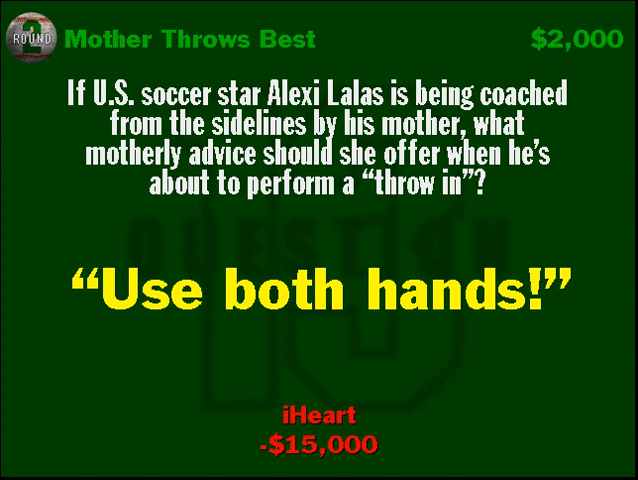 2
ROUND
Mother Throws Best
$2,000
If U.S. soccer star Alexi Lalas is being coached
from the sidelines by his mother, what
motherly advice should she offer when he's
about to perform a “throw in”?
QUESTION
10
“Use both hands!”
iHeart
-$15,000